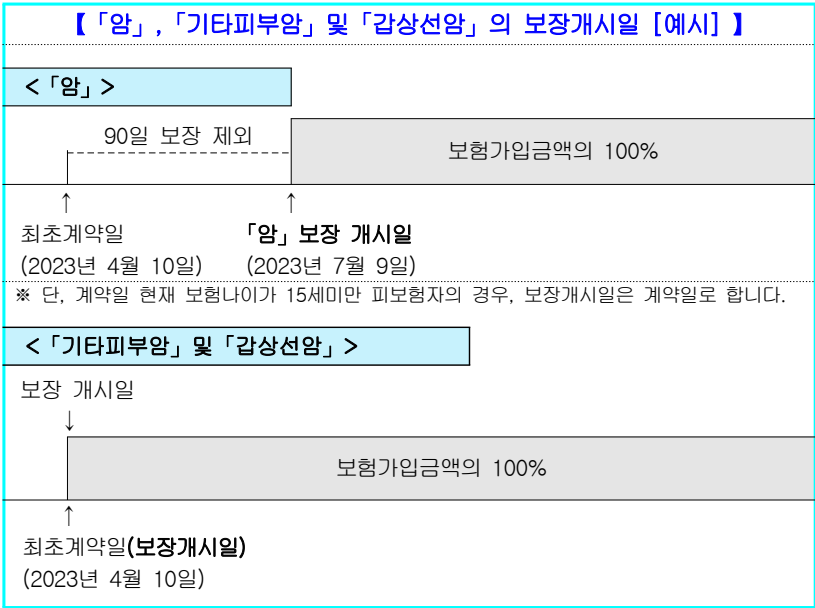 【「암」,「기타피부암」 및 「갑상선암」의 보장개시일 [예시] 】
<「암」>
90일 보장 제외
보험가입금액의 100%
↑ ↑
최초계약일 「암」보장 개시일
(2023년 4월 10일) (2023년 7월 9일)
※ 단, 계약일 현재 보험나이가 15세미만 피보험자의 경우, 보장개시일은 계약일로 합니다.
<「기타피부암」 및 「갑상선암」>
보장 개시일
↓
보험가입금액의 100%
↑
최초계약일(보장개시일)
(2023년 4월 10일)